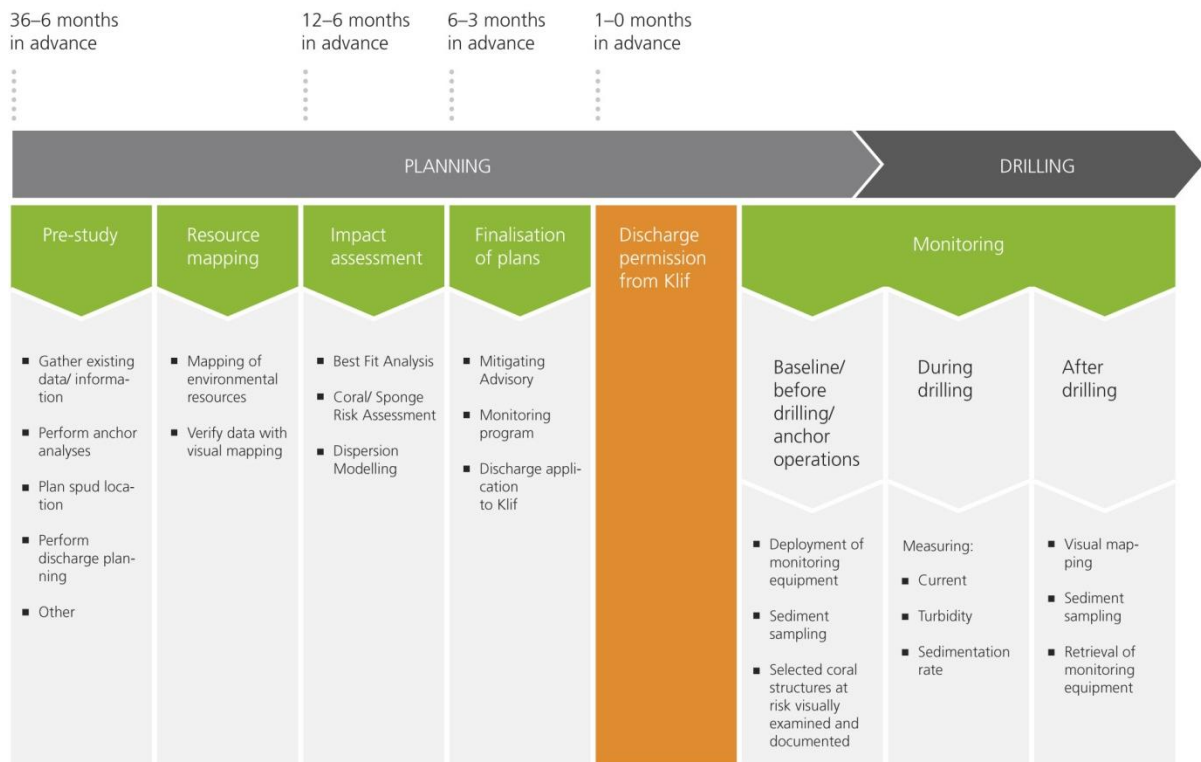 36–6 months
in advance
12–6 months
in advance
6–3 months
in advance
1–0 months
in advance
PLANNING
DRILLING
Pre-study
Resource
mapping
Impact
assessment
Finalisation
of plans
Discharge
permission
from Klif
Monitoring
■ Gather existing
data/ informa-
tion
■ Perform anchor
analyses
■ Plan spud loca-
tion
■ Perform
discharge plan-
ning
■ Other
■ Mapping of
environmental
resources
■ Verify data with
visual mapping
■ Best Fit Analysis
■ Coral/ Sponge
Risk Assessment
■ Dispersion
Modelling
■ Mitigating
Advisory
■ Monitoring
program
■ Discharge appli-
cation
to Klif
Baseline/
before
drilling/
anchor
operations
■ Deployment of
monitoring
equipment
■ Sediment
sampling
■ Selected coral
structures at
risk visually
examined and
documented
During
drilling
Measuring:
■ Current
■ Turbidity
■ Sedimentation
rate
After
drilling
■ Visual map-
ping
■ Sediment
sampling
■ Retrieval of
monitoring
equipment